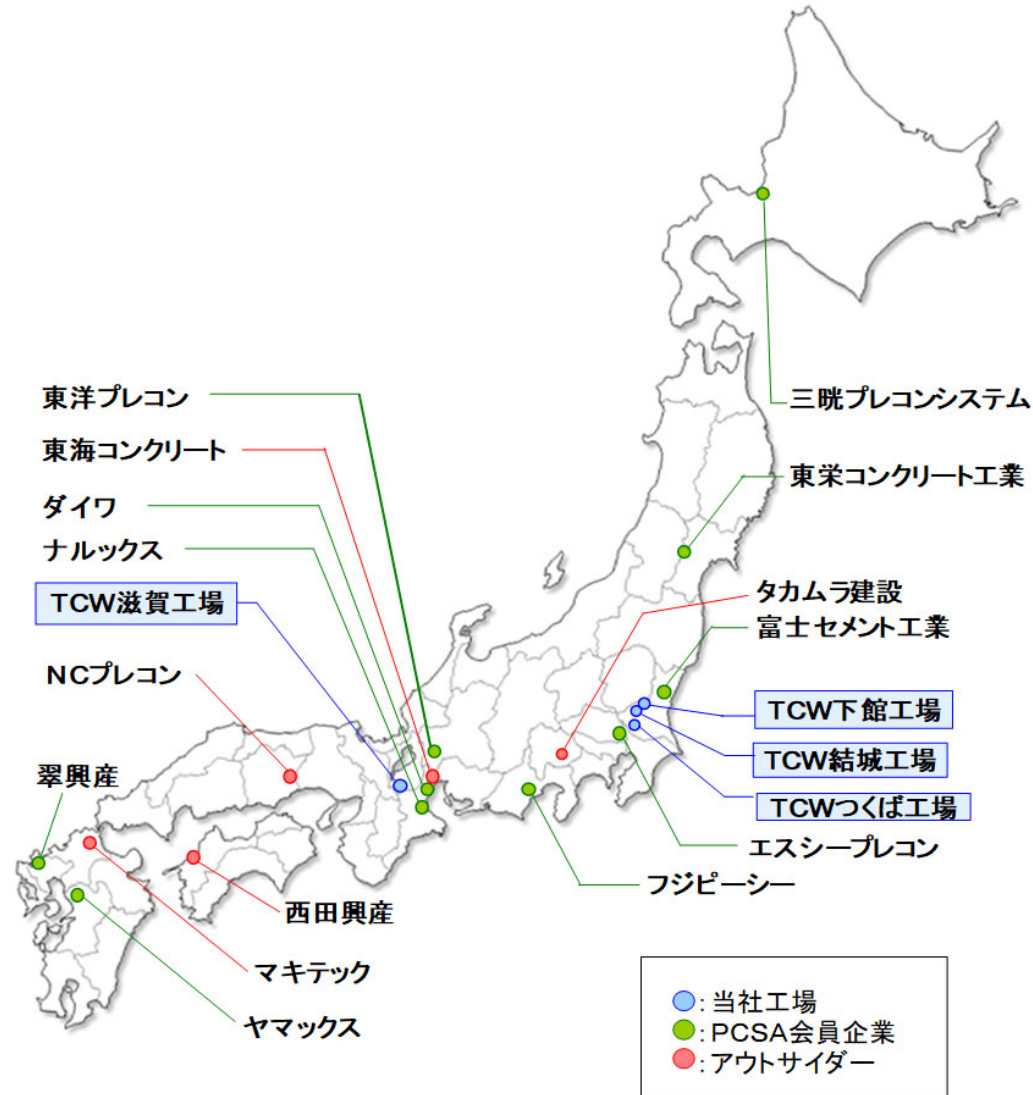 東洋プレコン
東海コンクリート
ダイワ
ナルックス
TCW滋賀工場
NCプレコン
翠興産
三晄プレコンシステム
東栄コンクリート工業
タカムラ建設
富士セメント工業
TCW下館工場
TCW結城工場
TCWつくば工場
エスシープレコン
フジピーシー
西田興産
マキテック
ヤマックス
：当社工場
：PCSA会員企業
：アウトサイダー